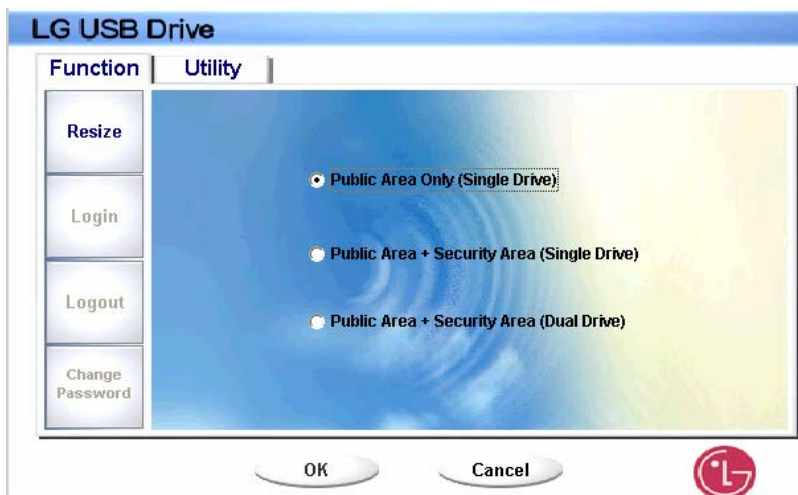 LG USB Drive
Function
Utility
Resize
Login
Logout
Change
Password
Public Area Only (Single Drive)
Public Area + Security Area (Single Drive)
Public Area + Security Area (Dual Drive)
OK
Cancel